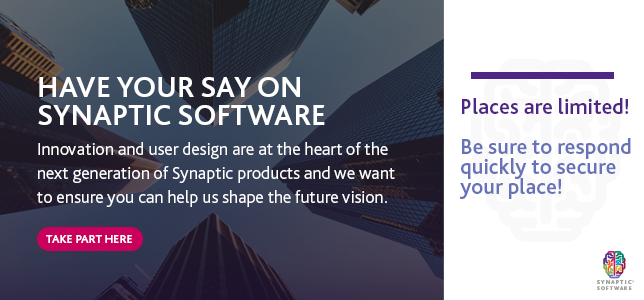 HAVE YOUR SAY ON
SYNAPTIC SOFTWARE
Innovation and user design are at the heart of the
next generation of Synaptic products and we want
to ensure you can help us shape the future vision.
TAKE PART HERE
Places are limited!
Be sure to respond
quickly to secure
your place!
SYNAPTIC
SOFTWARE